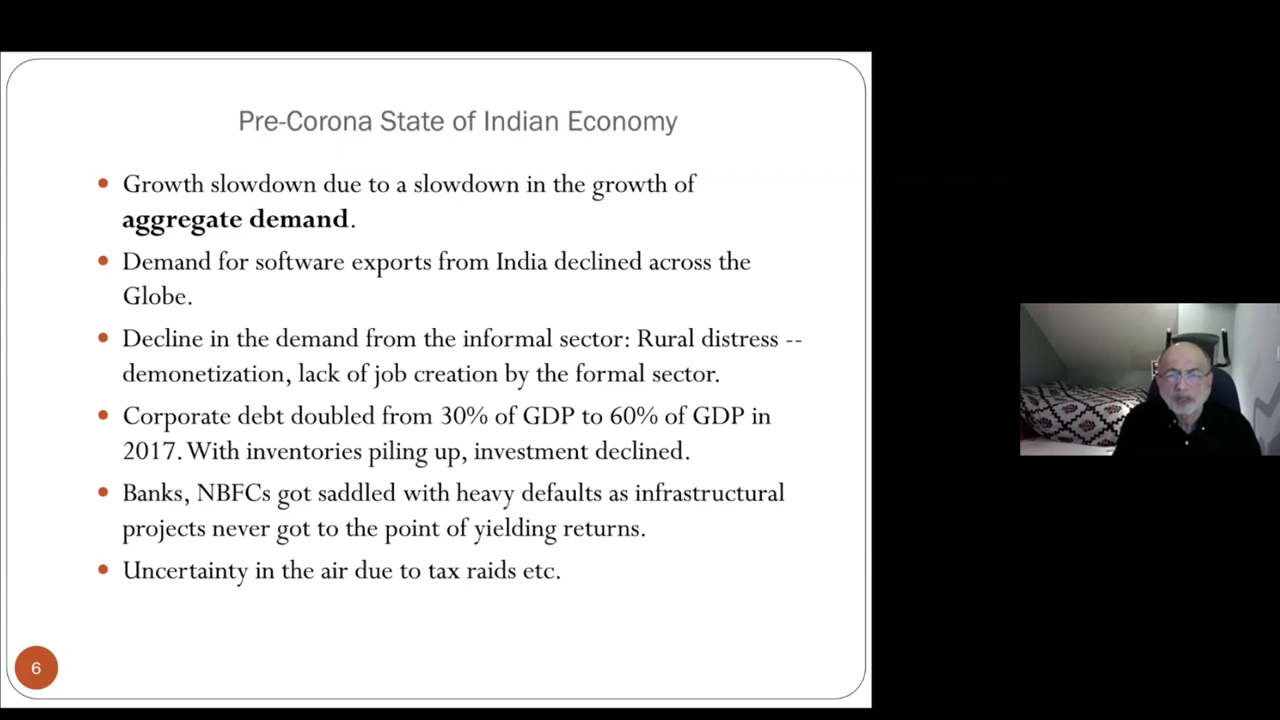 Pre-Corona State of Indian Economy
• Growth slowdown due to a slowdown in the growth of
aggregate demand.
• Demand for software exports from India declined across the
Globe.
• Decline in the demand from the informal sector: Rural distress --
demonetization, lack of job creation by the formal sector.
• Corporate debt doubled from 30% of GDP to 60% of GDP in
2017. With inventories piling up, investment declined.
• Banks, NBFCs got saddled with heavy defaults as infrastructural
projects never got to the point of yielding returns.
• Uncertainty in the air due to tax raids etc.
6